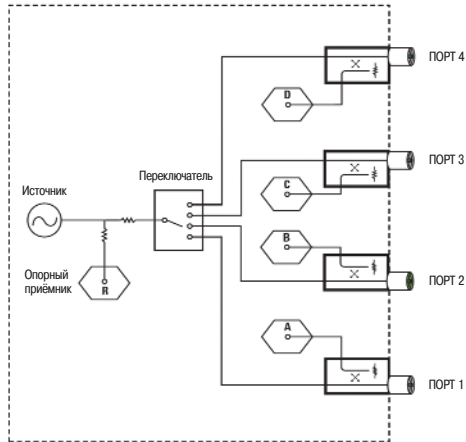 ПОРТ 4
D
ПОРТ 3
Переключатель
C
Источник
B
Опорный
приёмник
R
ПОРТ 2
A
ПОРТ 1